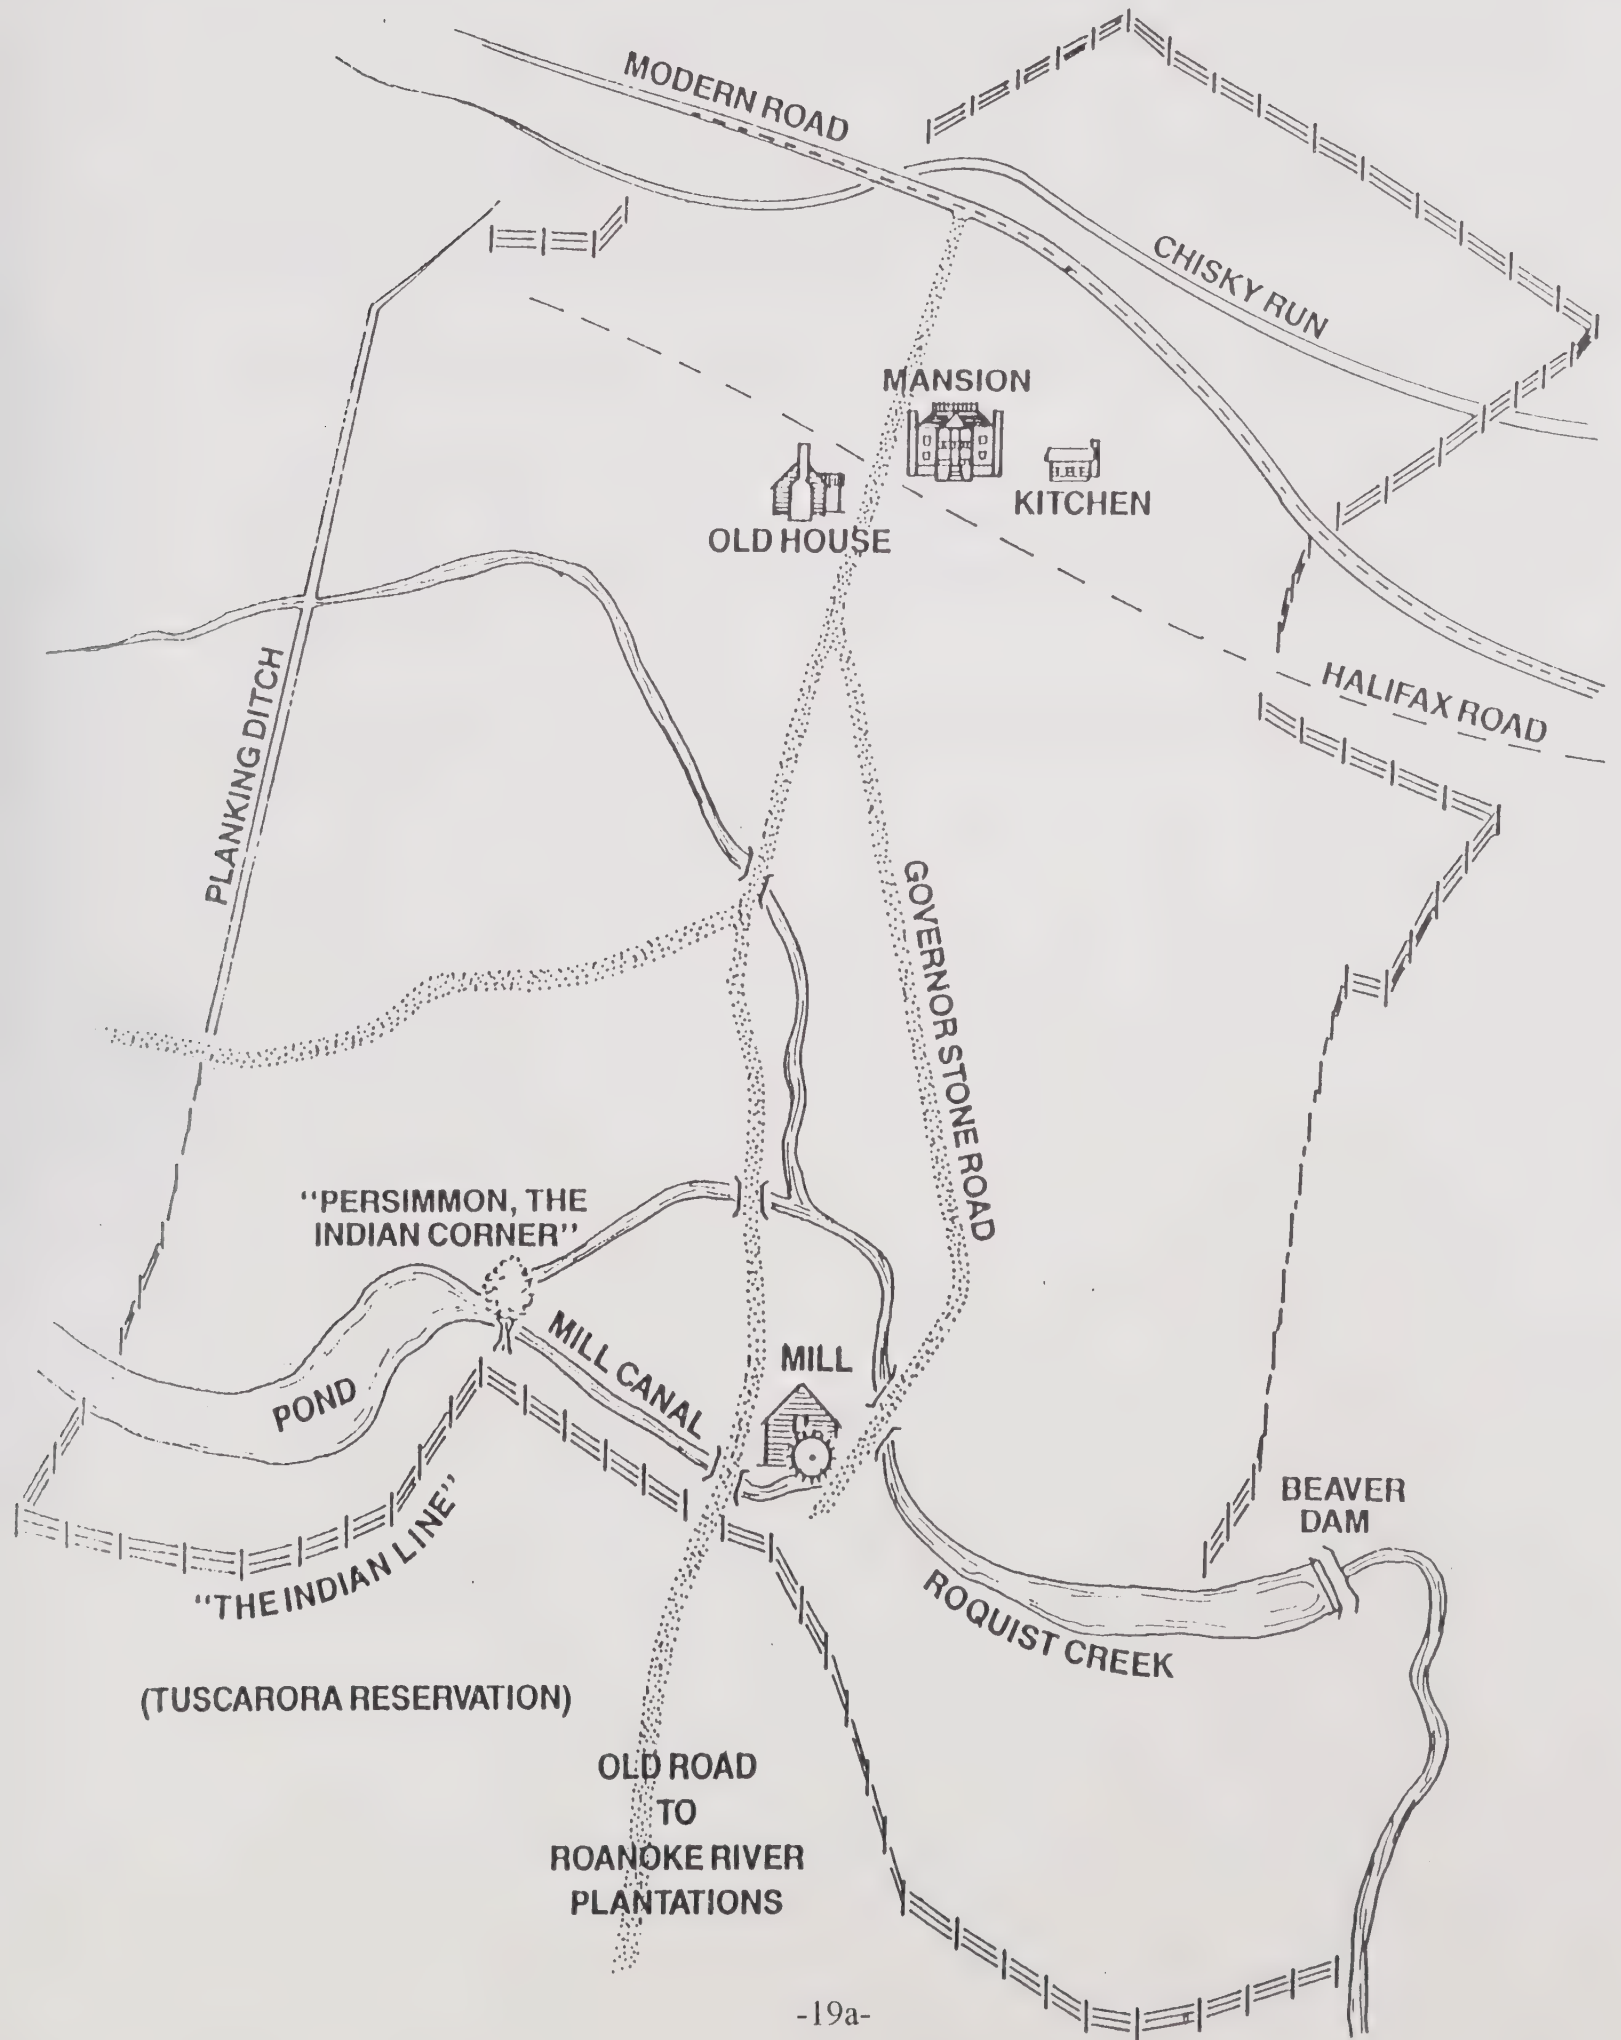 MODERN ROAD
CHISKY RUN
MANSION
KITCHEN
OLD HOUSE
HALIFAX ROAD
PLANKING DITCH
GOVERNOR STONE ROAD
"PERSIMMON, THE
INDIAN CORNER"
MILL CANAL
MILL
POND
BEAVER
DAM
"THE INDIAN LINE"
ROQUIST CREEK
(TUSCARORA RESERVATION)
OLD ROAD
TO
ROANOKE RIVER
PLANTATIONS
-19a-